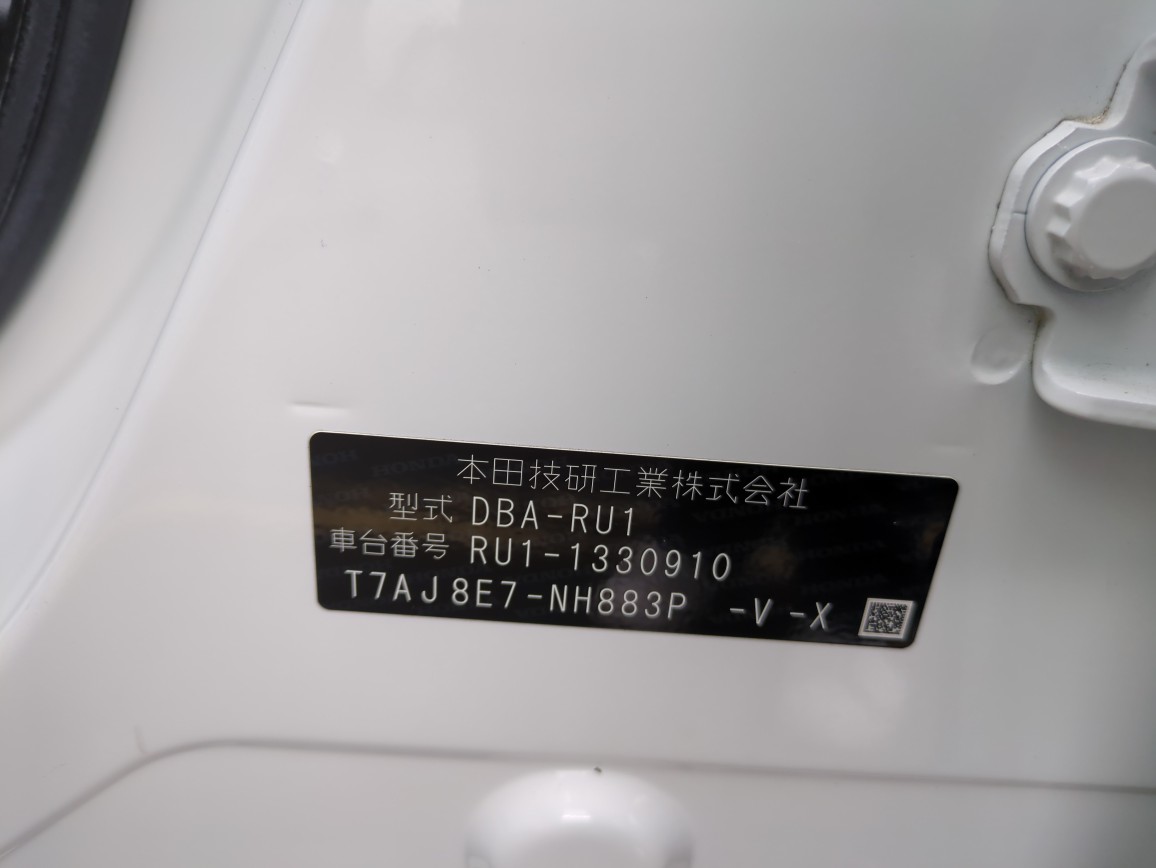 本田技研工業株式会社
型式 DBA-RU1
車台番号 RU1-1330910
T7AJ8E7-NH883P -V -X